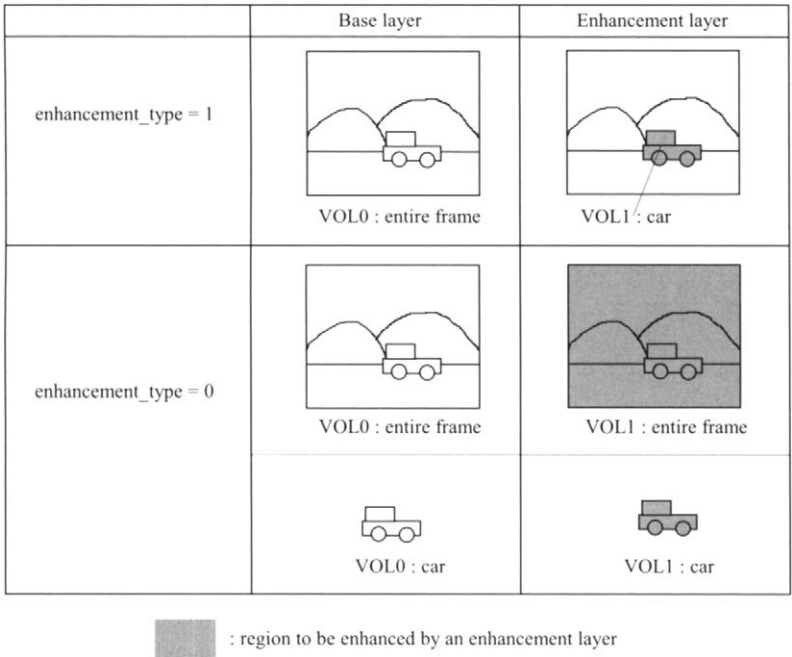 Base layer
Enhancement layer
enhancement_type = 1
VOL0 : entire frame
VOL1 : car
enhancement_type = 0
VOL0 : entire frame
VOL1 : entire frame
VOL0 : car
VOL1 : car
: region to be enhanced by an enhancement layer